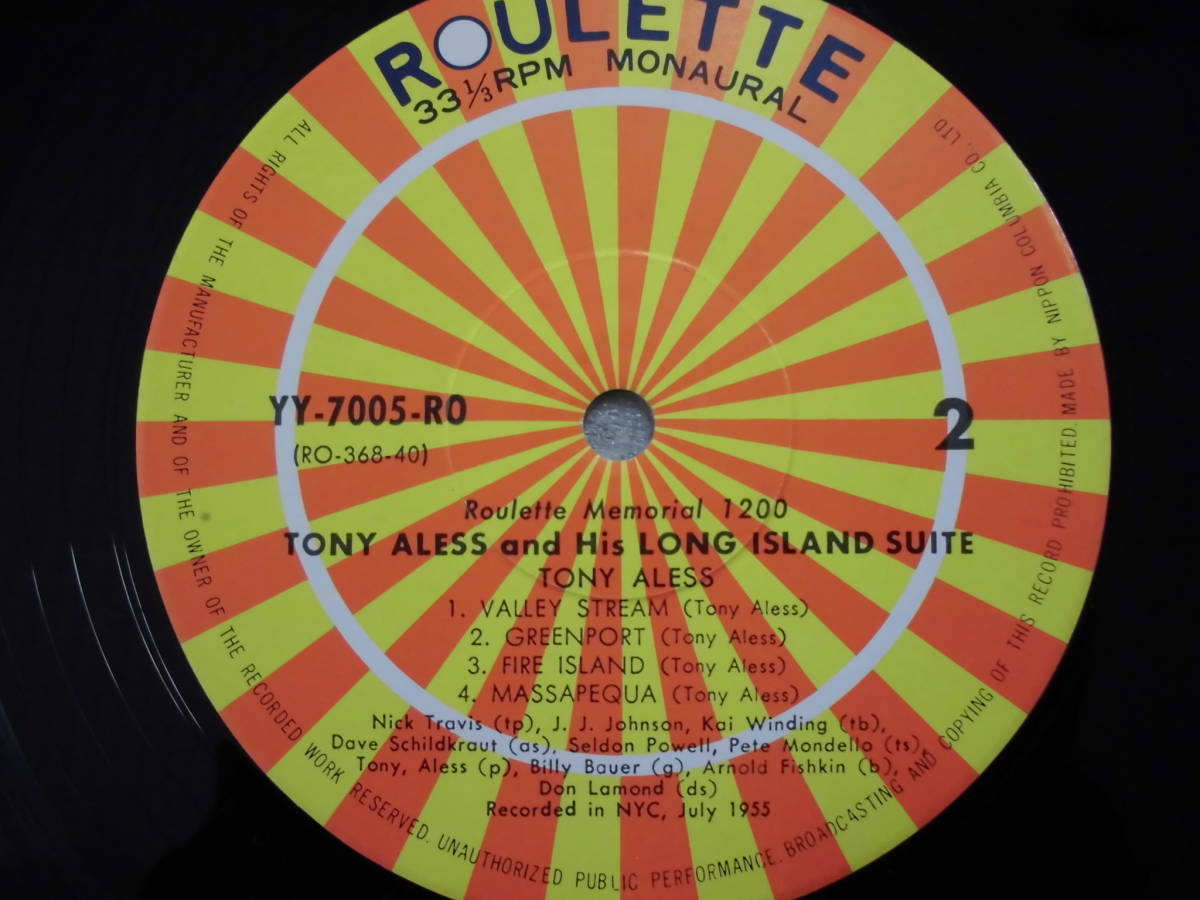 ROULETTE
33 1/3 RPM MONAURAL
YY-7005-RO
(RO-368-40)
2
Roulette Memorial 1200
TONY ALESS and His LONG ISLAND SUITE
TONY ALESS
1. VALLEY STREAM (Tony Aless)
2. GREENPORT (Tony Aless)
3. FIRE ISLAND (Tony Aless)
4. MASSAPEQUA (Tony Aless)
Nick Travis (tp), J. J. Johnson, Kai Winding (tb),
Dave Schildkraut (as), Seldon Powell, Pete Mondello (ts),
Tony, Aless (p), Billy Bauer (g), Arnold Fishkin (b),
Don Lamond (ds)
Recorded in NYC, July 1955
ALL RIGHTS OF THE MANUFACTURER AND OF THE OWNER OF THE RECORDED WORK RESERVED. UNAUTHORIZED PUBLIC PERFORMANCE, BROADCASTING AND COPYING OF THIS RECORD PROHIBITED. MADE BY NIPPON COLUMBIA CO., LTD